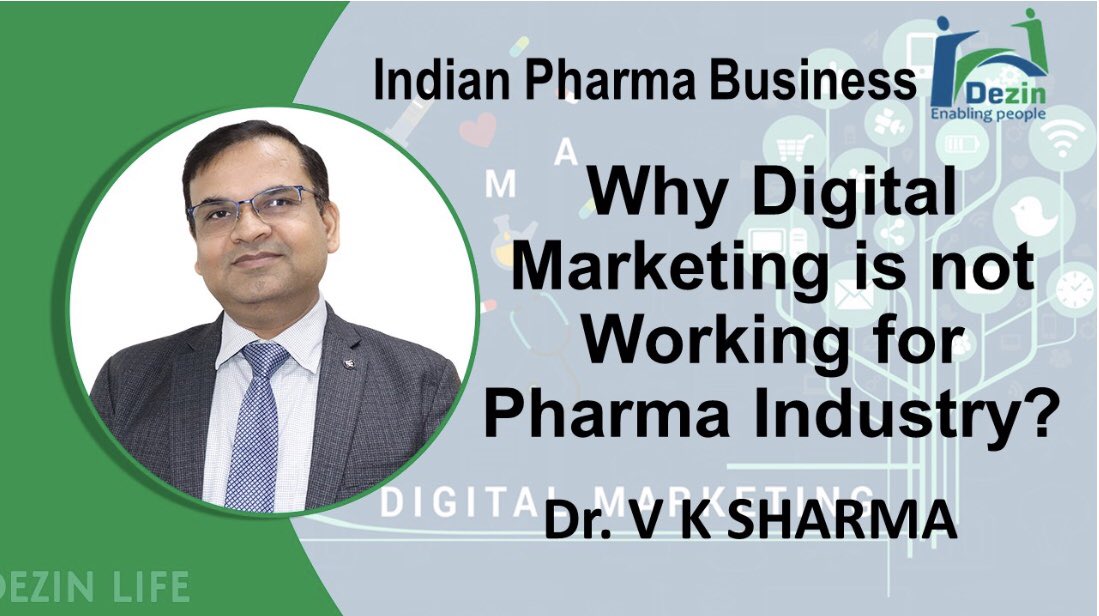 Indian Pharma Business
Dezin
Enabling people
M
A
Why Digital
Marketing is not
Working for
Pharma Industry?
DIGITAL MARKETING
Dr. V K SHARMA
DEZIN LIFE